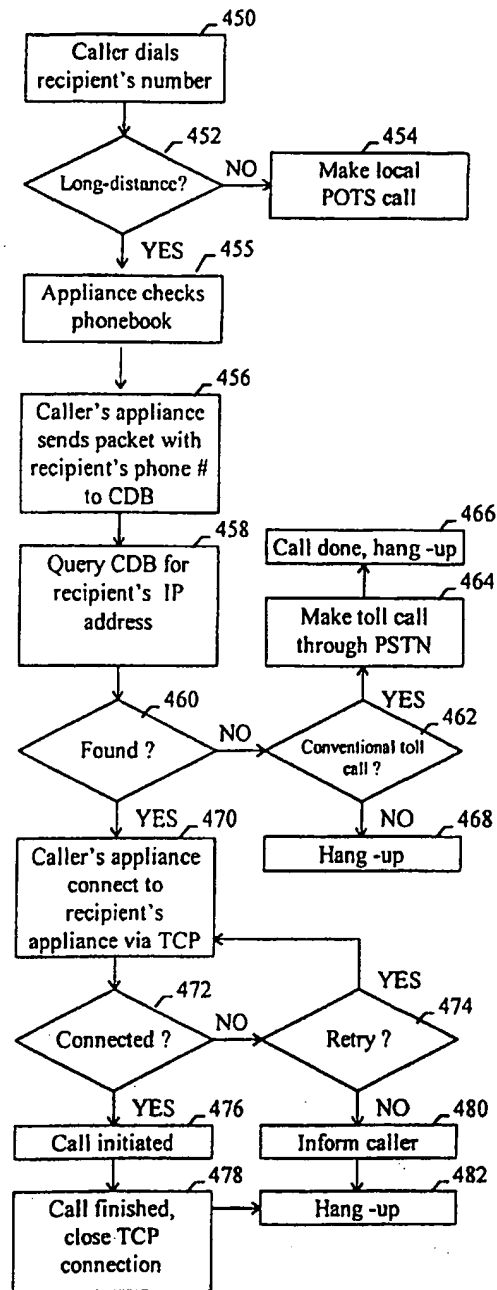 450
Caller dials
recipient's number
452
Long-distance?
NO
454
Make local
POTS call
YES
455
Appliance checks
phonebook
456
Caller's appliance
sends packet with
recipient's phone #
to CDB
458
Query CDB for
recipient's IP
address
466
Call done, hang -up
464
Make toll call
through PSTN
460
Found ?
NO
YES
462
Conventional toll
call ?
YES
470
NO
468
Hang -up
Caller's appliance
connect to
recipient's
appliance via TCP
472
Connected ?
NO
YES
474
Retry ?
YES
476
Call initiated
NO
480
Inform caller
478
Call finished,
close TCP
connection
482
Hang -up